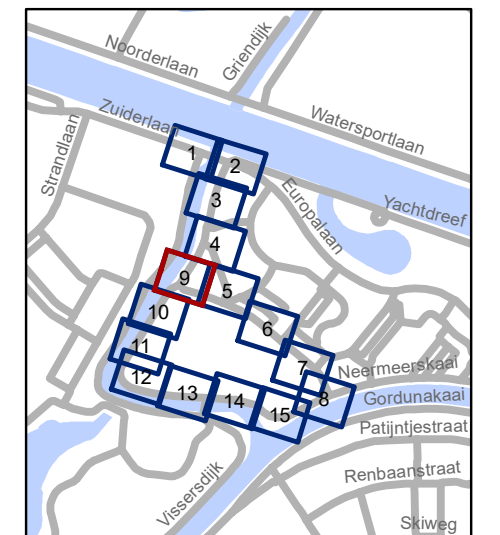 Noorderlaan
Griendijk
Watersportlaan
Zuiderlaan
Strandlaan
Europalaan
Yachtdreef
1
2
3
4
9
5
10
6
11
7
Neermeerskaai
12
13
14
15
8
Gordunakaai
Patijntjestraat
Renbaanstraat
Vissersdijk
Skiweg